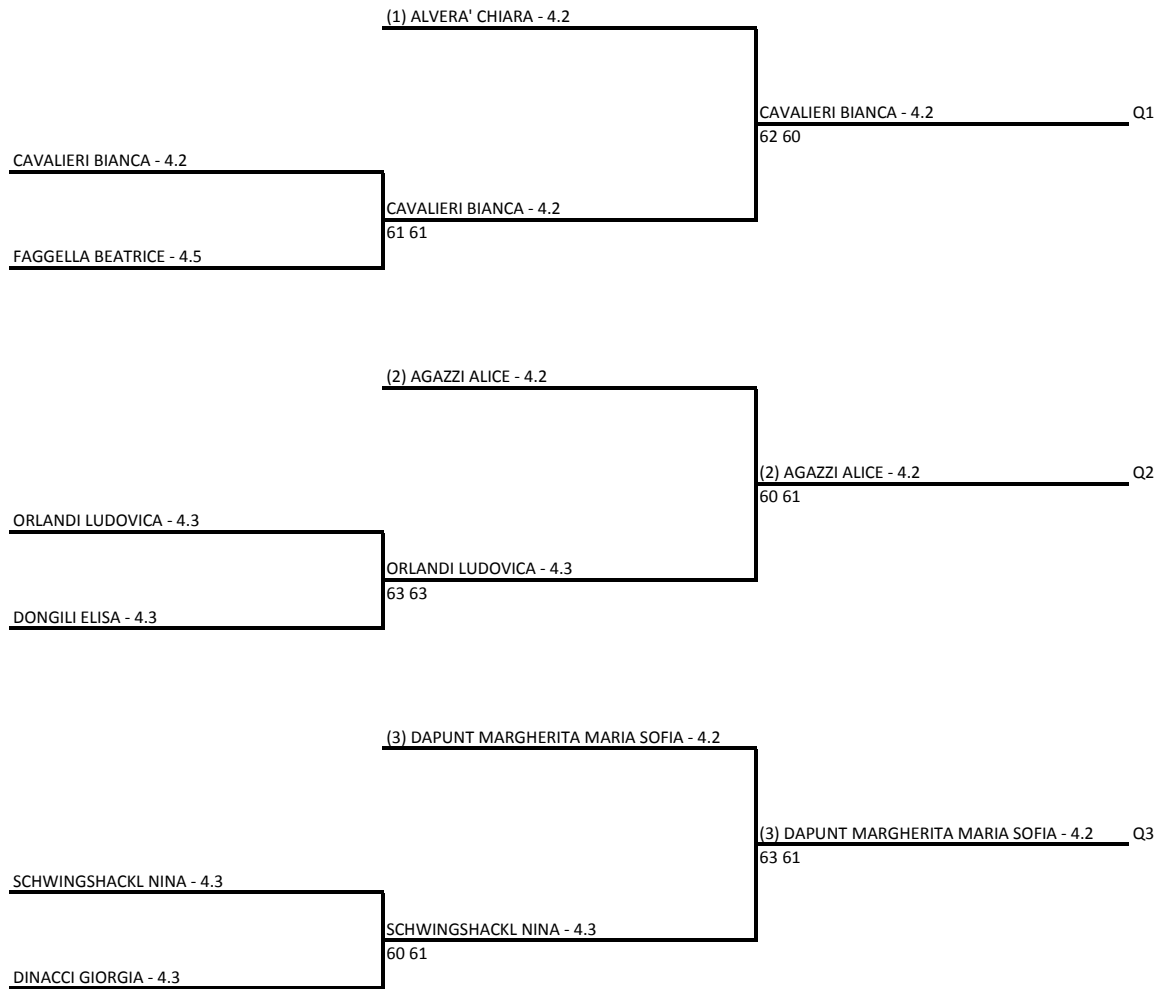 (1) ALVERA' CHIARA - 4.2
CAVALIERI BIANCA - 4.2 Q1
62 60
CAVALIERI BIANCA - 4.2
CAVALIERI BIANCA - 4.2
61 61
FAGGELLA BEATRICE - 4.5
(2) AGAZZI ALICE - 4.2
(2) AGAZZI ALICE - 4.2 Q2
60 61
ORLANDI LUDOVICA - 4.3
ORLANDI LUDOVICA - 4.3
63 63
DONGILI ELISA - 4.3
(3) DAPUNT MARGHERITA MARIA SOFIA - 4.2
(3) DAPUNT MARGHERITA MARIA SOFIA - 4.2 Q3
63 61
SCHWINGSHACKL NINA - 4.3
SCHWINGSHACKL NINA - 4.3
60 61
DINACCI GIORGIA - 4.3